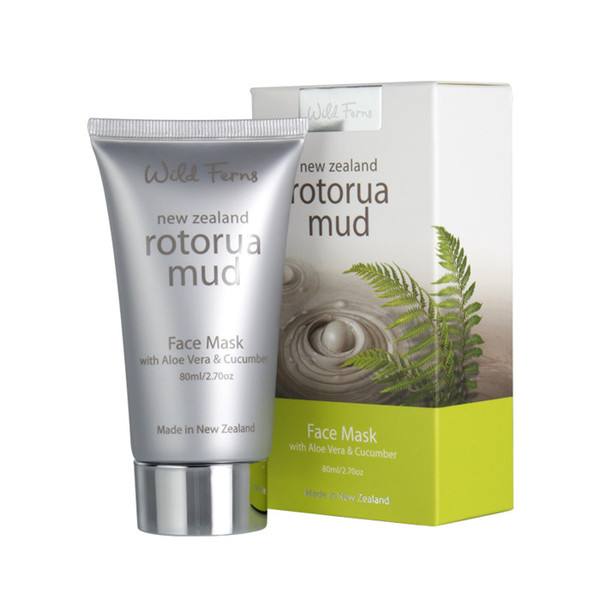 Wild Ferns
new zealand
rotorua
mud
Face Mask
with Aloe Vera & Cucumber
80ml/2.70oz
Made in New Zealand
Wild Ferns
new zealand
rotorua
mud
Face Mask
with Aloe Vera & Cucumber
80ml/2.70oz
Made in New Zealand